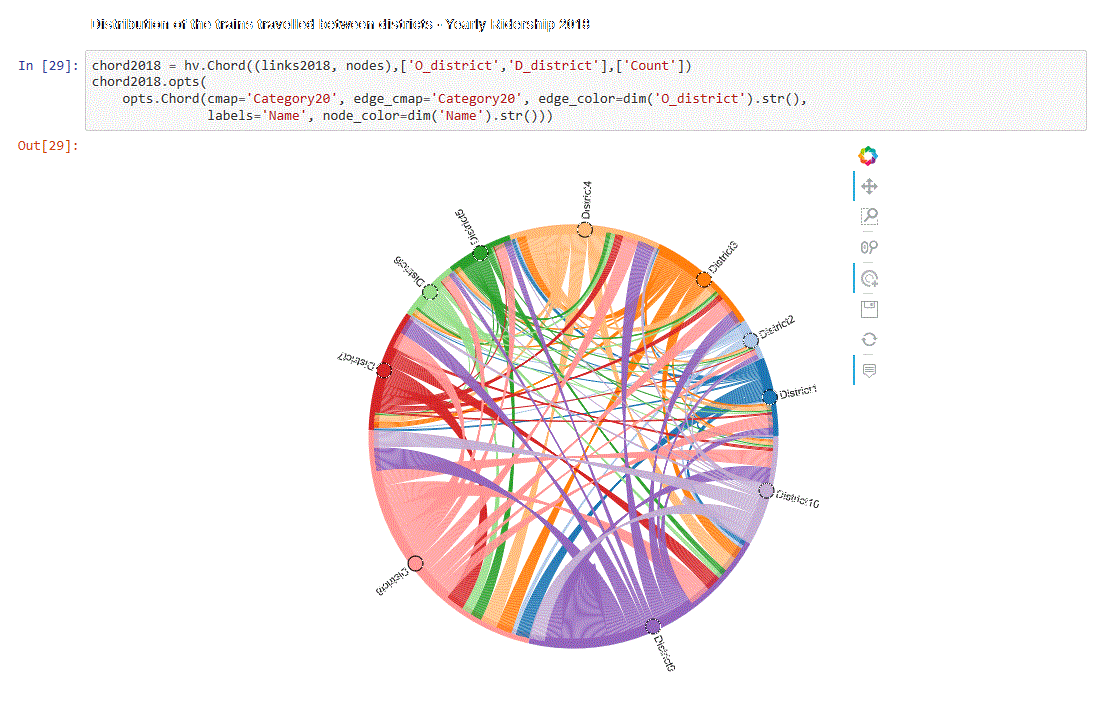 Distribution of the trains travelled between districts - Yearly Ridership 2018
In [29]:
chord2018 = hv.Chord((links2018, nodes),['O_district','D_district'],['Count'])
chord2018.opts(
opts.Chord(cmap='Category20', edge_cmap='Category20', edge_color=dim('O_district').str(),
labels='Name', node_color=dim('Name').str()))
Out[29]:
District4
District5
District3
District6
District2
District7
District1
District10
District8
District9